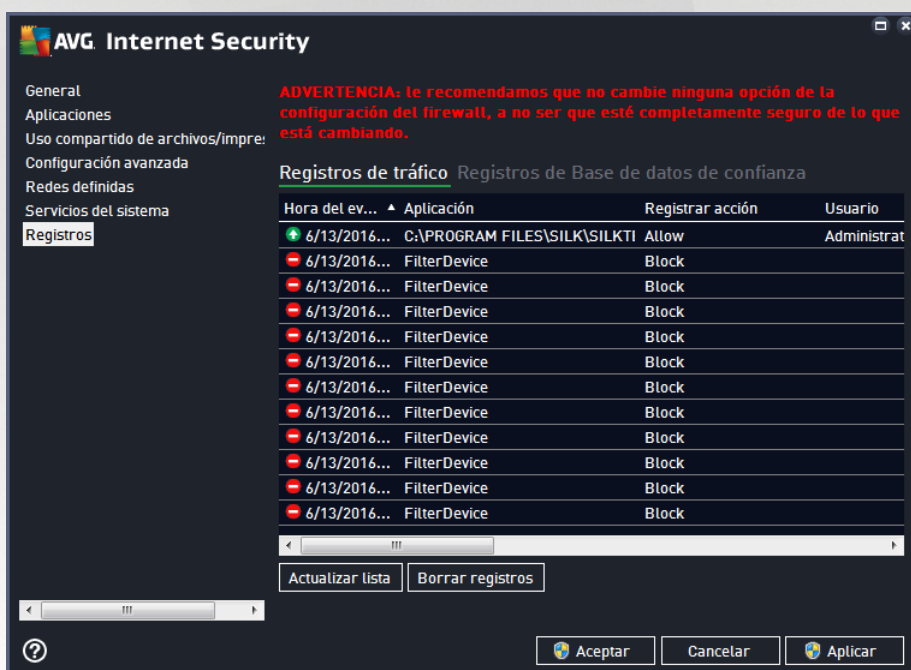 AVG Internet Security
General
Aplicaciones
Uso compartido de archivos/impre
Configuración avanzada
Redes definidas
Servicios del sistema
Registros
ADVERTENCIA: le recomendamos que no cambie ninguna opción de la
configuración del firewall, a no ser que esté completamente seguro de lo que
está cambiando.
Registros de tráfico Registros de Base de datos de confianza
Hora del ev... Aplicación Registrar acción Usuario
6/13/2016... C:\PROGRAM FILES\SILK\SILKTI Allow Administrat
6/13/2016... FilterDevice Block
6/13/2016... FilterDevice Block
6/13/2016... FilterDevice Block
6/13/2016... FilterDevice Block
6/13/2016... FilterDevice Block
6/13/2016... FilterDevice Block
6/13/2016... FilterDevice Block
6/13/2016... FilterDevice Block
6/13/2016... FilterDevice Block
6/13/2016... FilterDevice Block
6/13/2016... FilterDevice Block
Actualizar lista Borrar registros
Aceptar Cancelar Aplicar